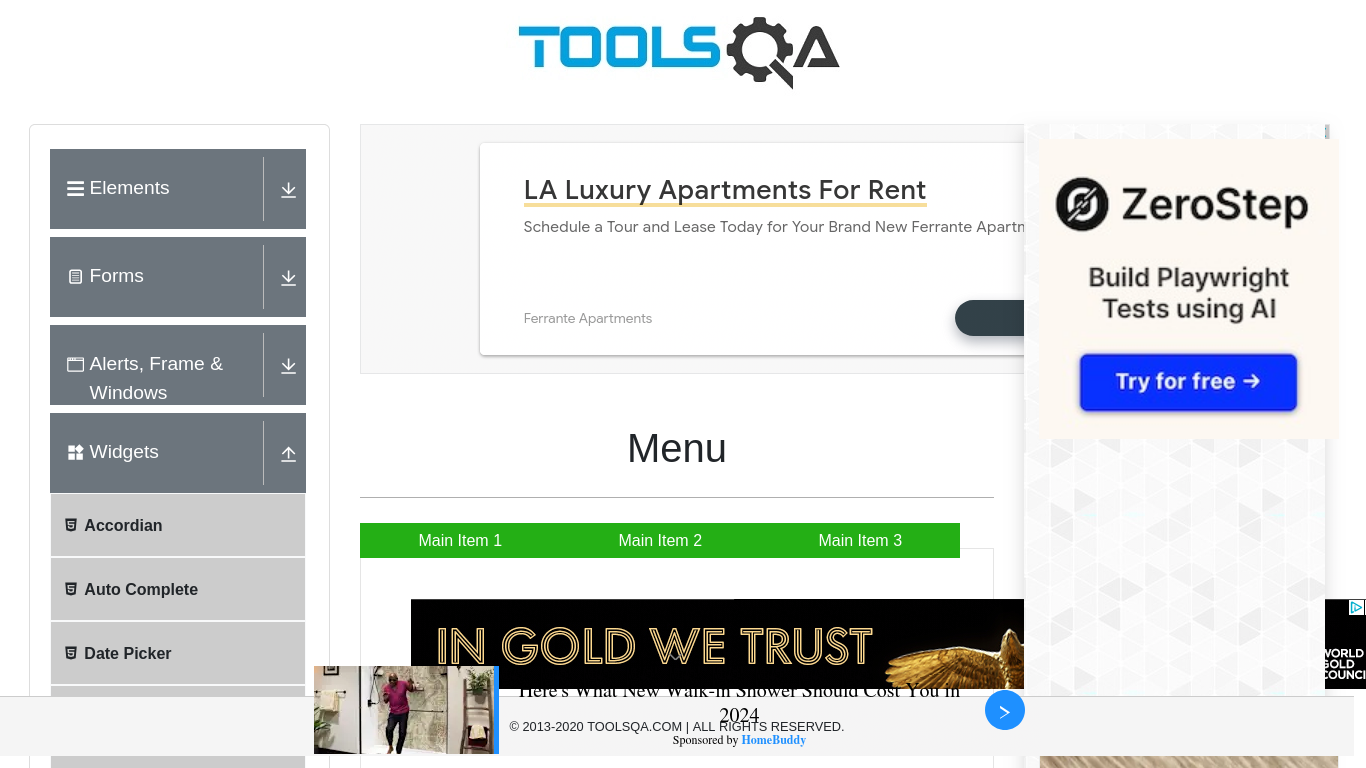 TOOLSQA
Elements
Forms
Alerts, Frame &
Windows
Widgets
Accordian
Auto Complete
Date Picker
LA Luxury Apartments For Rent
Schedule a Tour and Lease Today for Your Brand New Ferrante
Ferrante Apartments
ZeroStep
Build Playwright
Tests using AI
Try for free →
Menu
Main Item 1
Main Item 2
Main Item 3
IN GOLD WE TRUST
WORLD
GOLD
COUNCI
Here's What New Walk-in Shower Should Cost You in
2024
© 2013-2020 TOOLSQA.COM | ALL RIGHTS RESERVED.
Sponsored by HomeBuddy